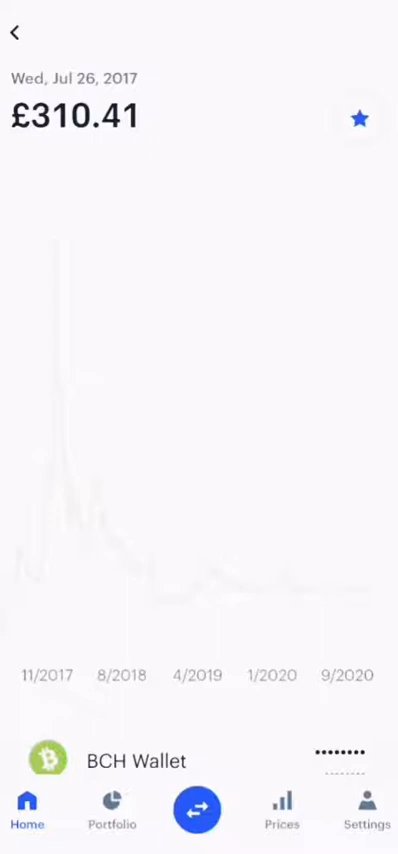 Wed, Jul 26, 2017
£310.41
11/2017 8/2018 4/2019 1/2020 9/2020
BCH Wallet ••••••••
Home Portfolio Prices Settings